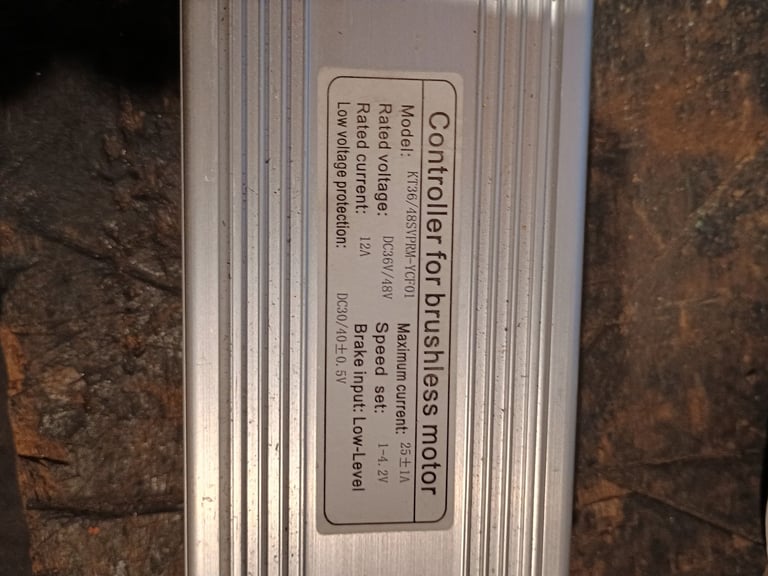 Controller for brushless motor
Model: KT36/48SVPRM-YCF01 Maximum current: 25±1A
Rated voltage: DC36V/48V Speed set: 1-4.2V
Rated current: 12A Brake input: Low-Level
Low voltage protection: DC30/40±0.5V